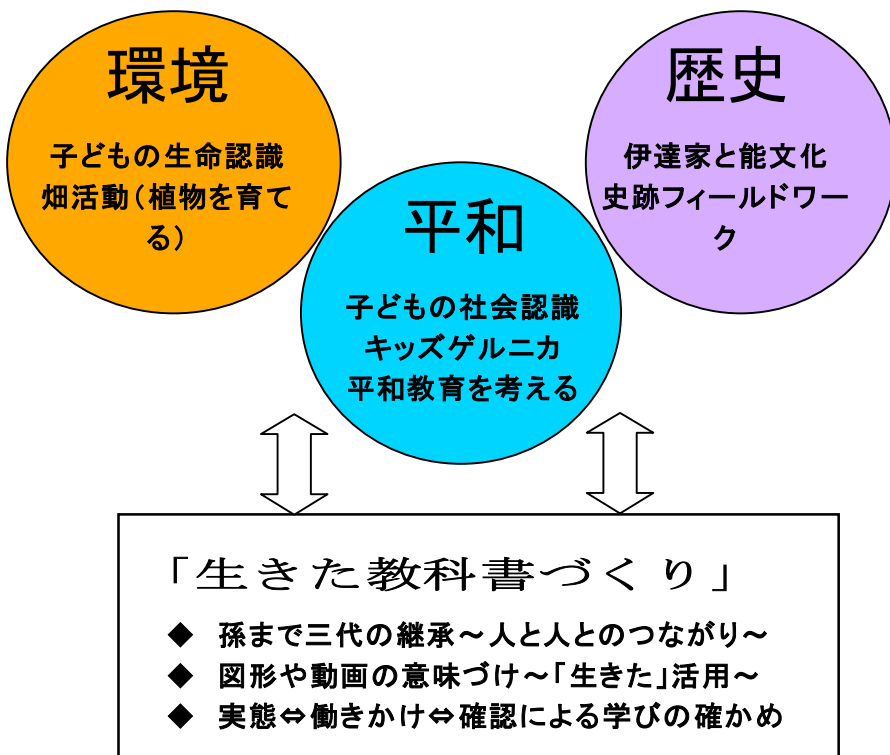 環境
子どもの生命認識
畑活動(植物を育て
る)
歴史
伊達家と能文化
史跡フィールドワー
ク
平和
子どもの社会認識
キッズゲルニカ
平和教育を考える
「生きた教科書づくり」
◆ 孫まで三代の継承～人と人とのつながり～
◆ 図形や動画の意味づけ～「生きた」活用～
◆ 実態⇔働きかけ⇔確認による学びの確かめ